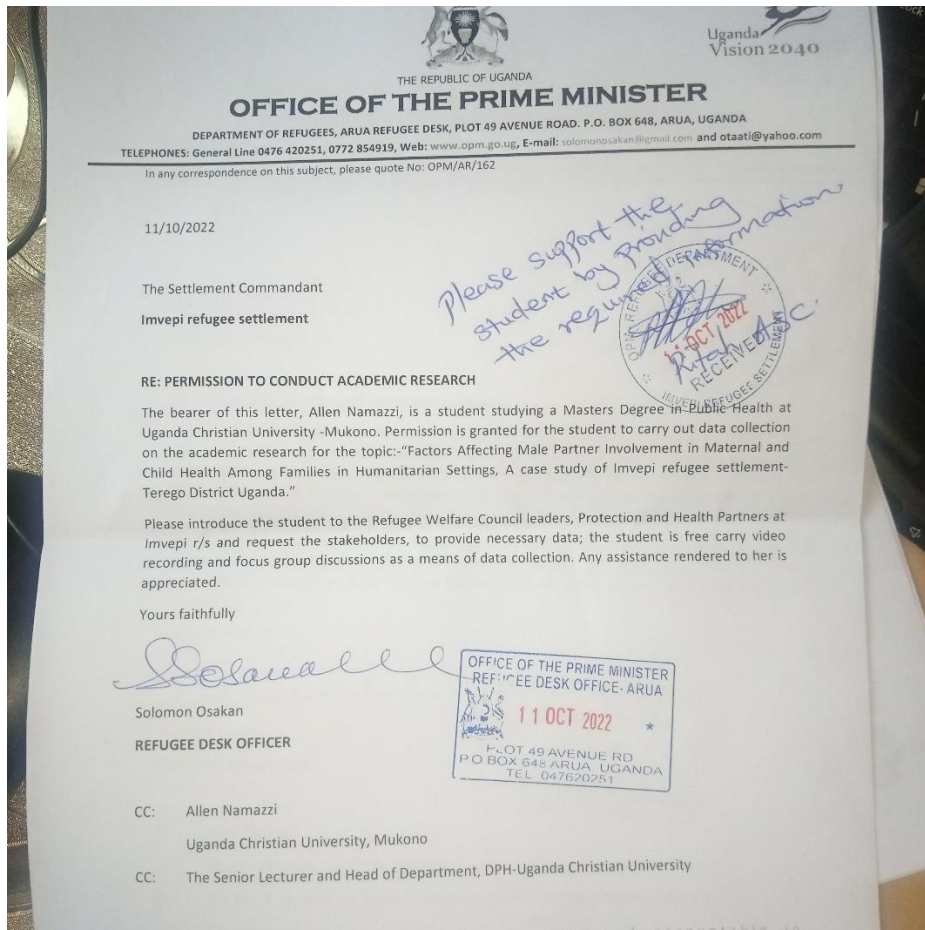 Uganda
Vision 2040
THE REPUBLIC OF UGANDA
OFFICE OF THE PRIME MINISTER
DEPARTMENT OF REFUGEES, ARUA REFUGEE DESK, PLOT 49 AVENUE ROAD. P.O. BOX 648, ARUA, UGANDA
TELEPHONES: General Line 0476 420251, 0772 854919, Web: www.opm.go.ug, E-mail: solomonosakan@gmail.com and otaati@yahoo.com
In any correspondence on this subject, please quote No: OPM/AR/162
11/10/2022
Please support the
student by providing
the required information
OPM REFUGEE DEPARTMENT
OCT 2022
RECEIVED
IMVEPI REFUGEE SETTLEMENT
The Settlement Commandant
Imvepi refugee settlement
RE: PERMISSION TO CONDUCT ACADEMIC RESEARCH
The bearer of this letter, Allen Namazzi, is a student studying a Masters Degree in Public Health at
Uganda Christian University -Mukono. Permission is granted for the student to carry out data collection
on the academic research for the topic:-“Factors Affecting Male Partner Involvement in Maternal and
Child Health Among Families in Humanitarian Settings, A case study of Imvepi refugee settlement-
Terego District Uganda.”
Please introduce the student to the Refugee Welfare Council leaders, Protection and Health Partners at
Imvepi r/s and request the stakeholders, to provide necessary data; the student is free carry video
recording and focus group discussions as a means of data collection. Any assistance rendered to her is
appreciated.
Yours faithfully
Solomon Osakan
REFUGEE DESK OFFICER
OFFICE OF THE PRIME MINISTER
REFUGEE DESK OFFICE- ARUA
11 OCT 2022
PLOT 49 AVENUE RD
P O BOX 648 ARUA. UGANDA
TEL 047620251
CC: Allen Namazzi
Uganda Christian University, Mukono
CC: The Senior Lecturer and Head of Department, DPH-Uganda Christian University